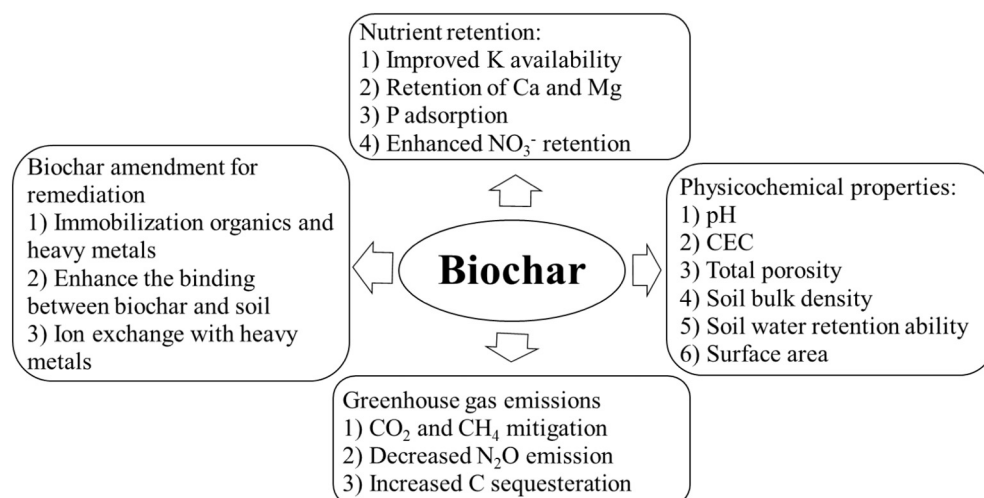 Nutrient retention:
1) Improved K availability
2) Retention of Ca and Mg
3) P adsorption
4) Enhanced NO₃⁻ retention
Biochar amendment for
remediation
1) Immobilization organics and
heavy metals
2) Enhance the binding
between biochar and soil
3) Ion exchange with heavy
metals
Biochar
Physicochemical properties:
1) pH
2) CEC
3) Total porosity
4) Soil bulk density
5) Soil water retention ability
6) Surface area
Greenhouse gas emissions
1) CO₂ and CH₄ mitigation
2) Decreased N₂O emission
3) Increased C sequesteration